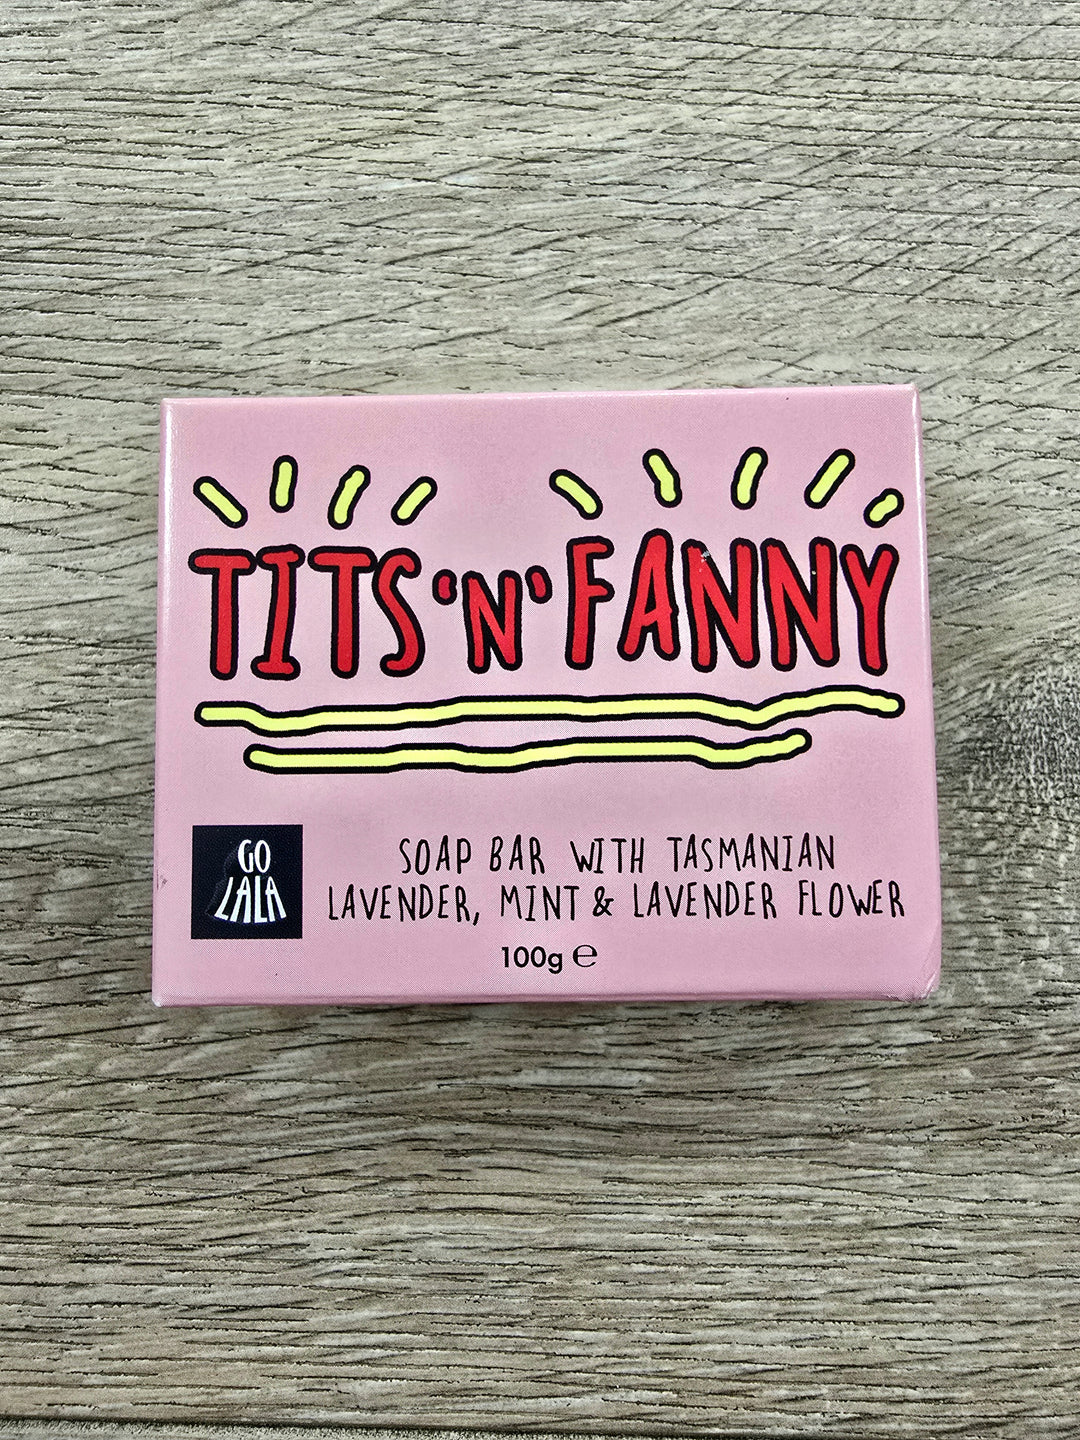 TITS 'N' FANNY
GO
LALA
SOAP BAR WITH TASMANIAN
LAVENDER, MINT & LAVENDER FLOWER
100g ℮